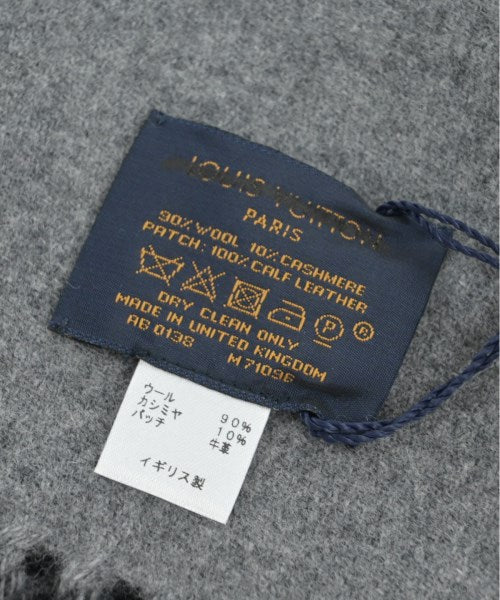 LOUIS VUITTON
PARIS
90% WOOL 10% CASHMERE
PATCH: 100% CALF LEATHER
P
DRY CLEAN ONLY
MADE IN UNITED KINGDOM
AG 0138 M71096
ウール 90%
カシミヤ 10%
パッチ 牛革
イギリス製